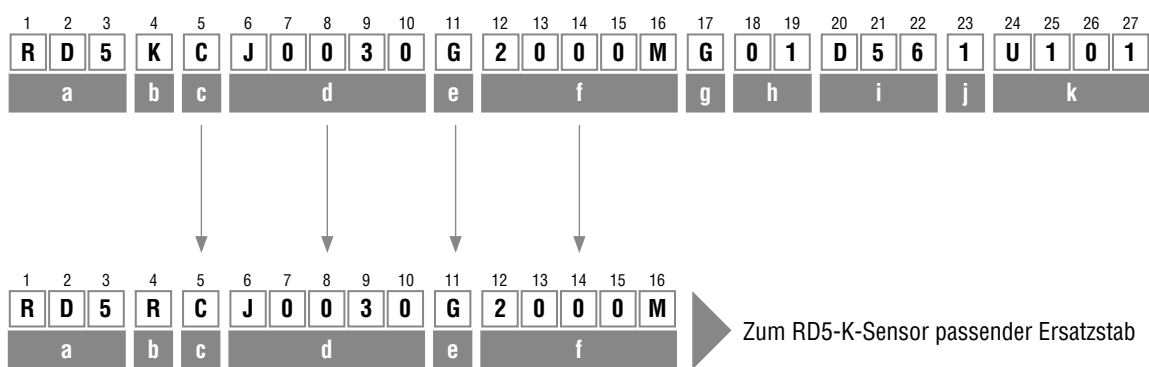 1 2 3 4 5 6 7 8 9 10 11 12 13 14 15 16 17 18 19 20 21 22 23 24 25 26 27
R D 5 K C J 0 0 3 0 G 2 0 0 0 M G 0 1 D 5 6 1 U 1 0 1
a b c d e f g h i j k
1 2 3 4 5 6 7 8 9 10 11 12 13 14 15 16
R D 5 R C J 0 0 3 0 G 2 0 0 0 M
Zum RD5-K-Sensor passender Ersatzstab
a b c d e f